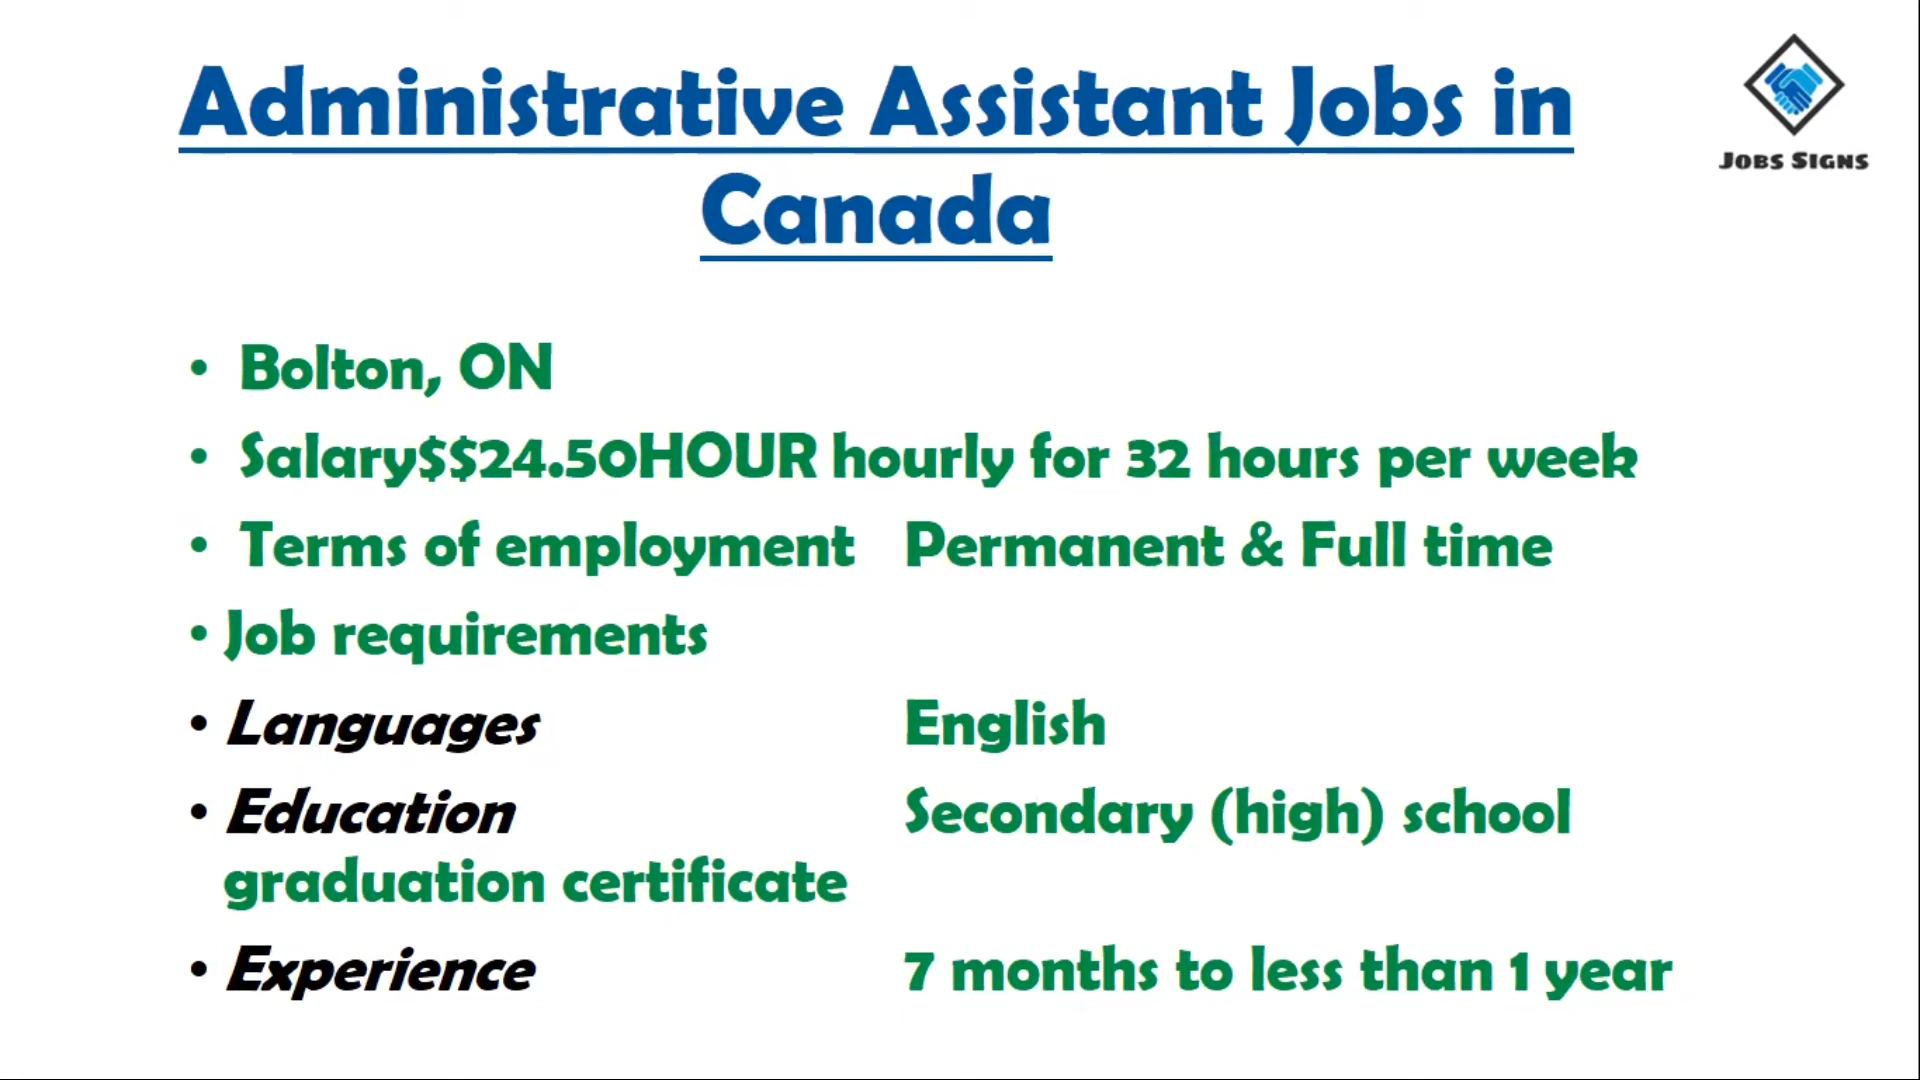 Administrative Assistant Jobs in
Canada
JOBS SIGNS
• Bolton, ON
• Salary$$24.50HOUR hourly for 32 hours per week
• Terms of employment Permanent & Full time
• Job requirements
• Languages English
• Education Secondary (high) school
graduation certificate
• Experience 7 months to less than 1 year